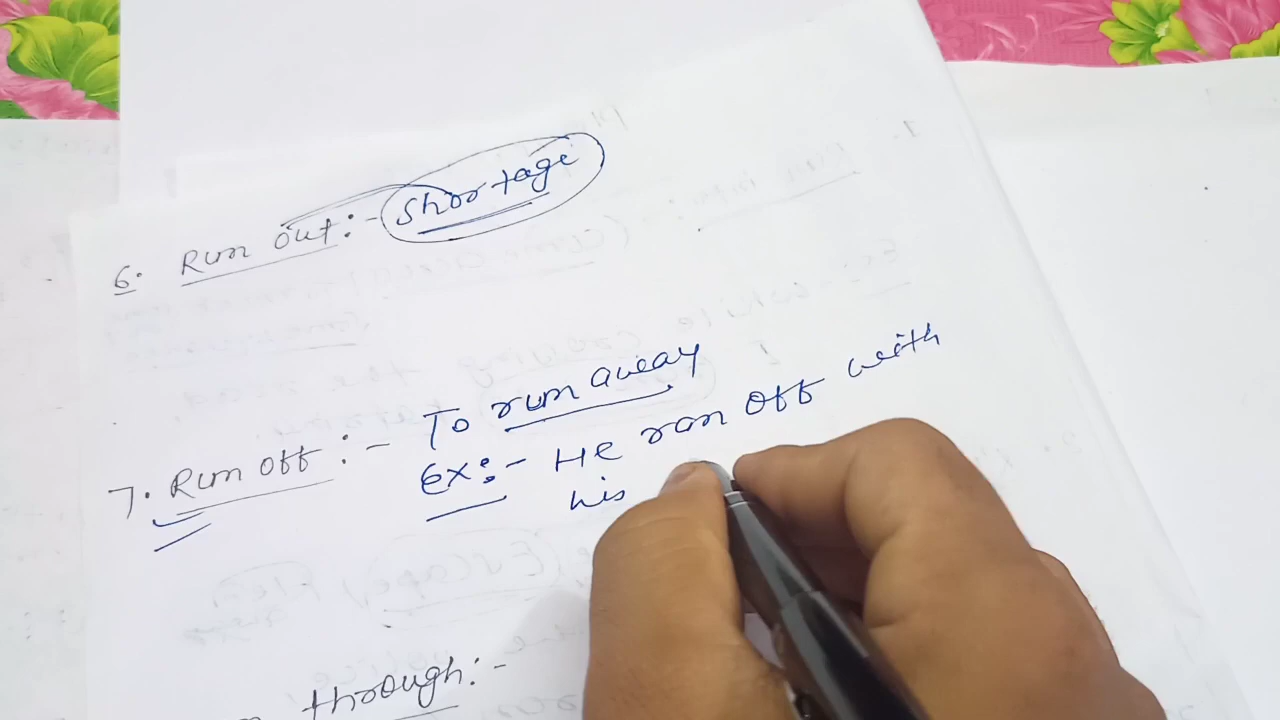 6. Run out:- Shortage
7. Run off:- To run away
Ex:- He ran off with
his
through:-